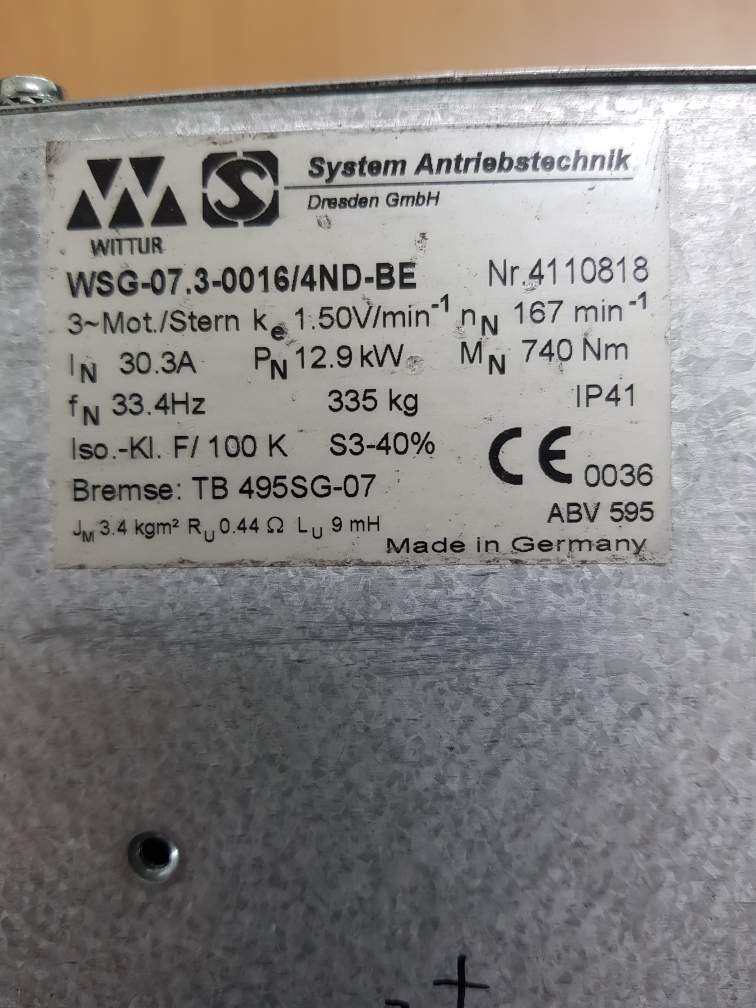 System Antriebstechnik
Dresden GmbH
WITTUR
WSG-07.3-0016/4ND-BE Nr.4110818
3~Mot./Stern ke 1.50V/min⁻¹ nN 167 min⁻¹
IN 30.3A PN 12.9 kW MN 740 Nm
fN 33.4Hz 335 kg IP41
Iso.-Kl. F/ 100 K S3-40%
CE 0036
Bremse: TB 495SG-07
ABV 595
JM 3.4 kgm² RU 0.44 Ω LU 9 mH
Made in Germany